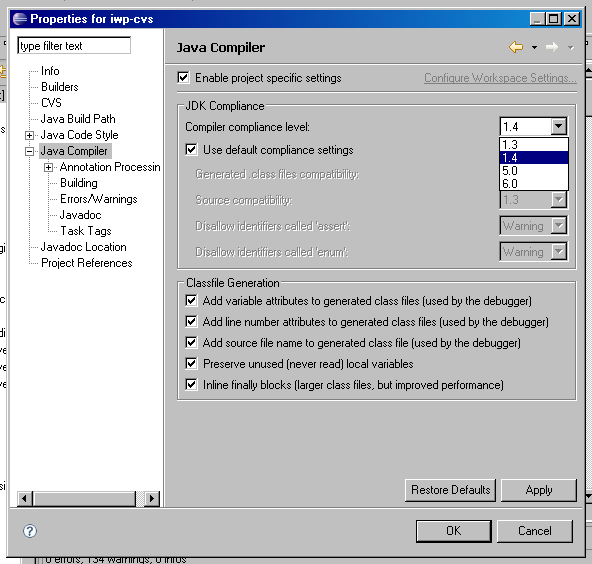 Properties for iwp-cvs
type filter text
Info
Builders
CVS
Java Build Path
Java Code Style
Java Compiler
Annotation Processin
Building
Errors/Warnings
Javadoc
Task Tags
Javadoc Location
Project References
Java Compiler
Enable project specific settings
Configure Workspace Settings...
JDK Compliance
Compiler compliance level: 1.4
1.3
1.4
5.0
6.0
Use default compliance settings
Generated .class files compatibility:
Source compatibility: 1.3
Disallow identifiers called 'assert': Warning
Disallow identifiers called 'enum': Warning
Classfile Generation
Add variable attributes to generated class files (used by the debugger)
Add line number attributes to generated class files (used by the debugger)
Add source file name to generated class file (used by the debugger)
Preserve unused (never read) local variables
Inline finally blocks (larger class files, but improved performance)
Restore Defaults Apply
? OK Cancel
0 errors, 134 warnings, 0 infos